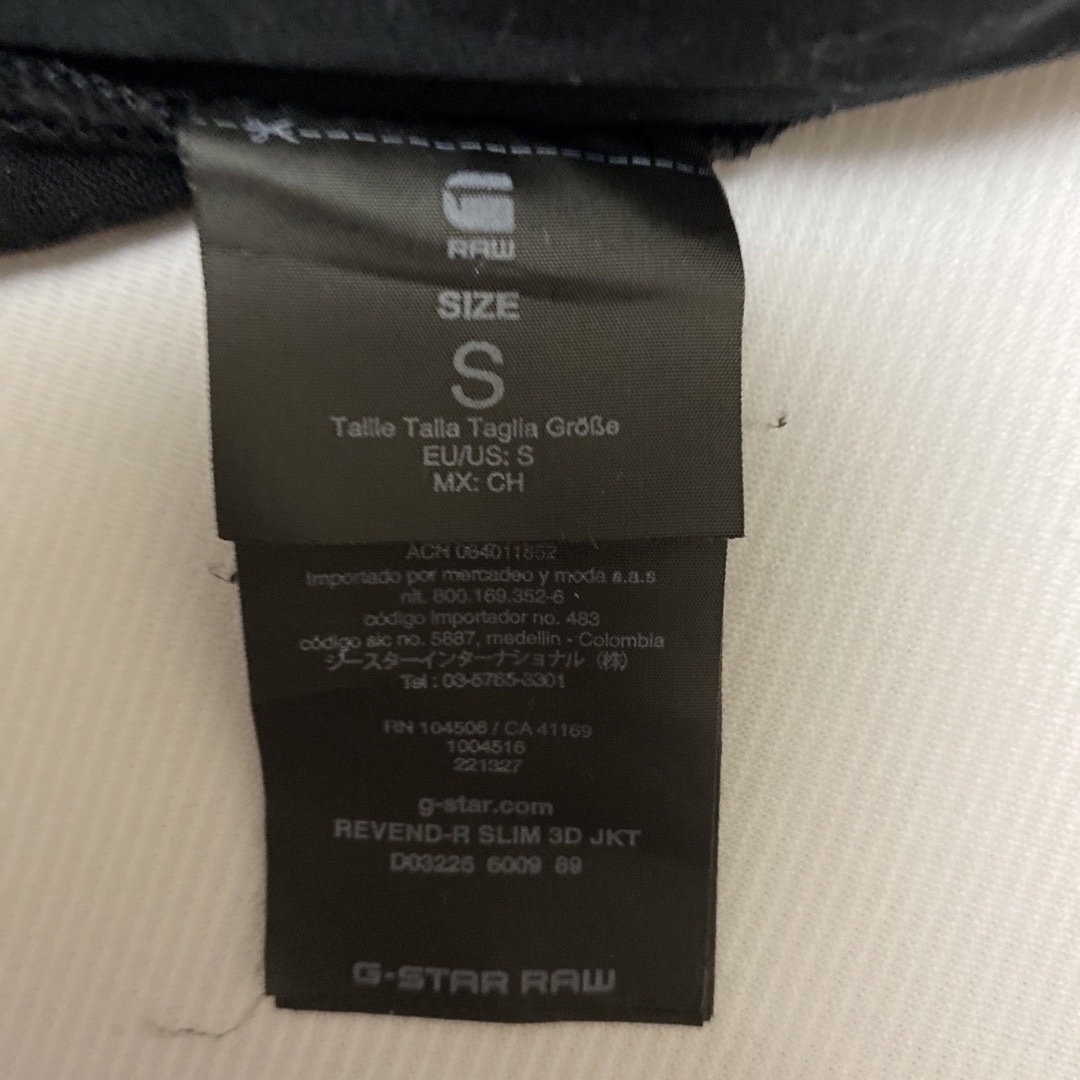 G
RAW
SIZE
S
Taille Talla Taglia Größe
EU/US: S
MX: CH
ACN 064011852
Importado por mercadeo y moda s.a.s
nit. 800.169.352-6
código importador no. 483
código sic no. 5887, medellin - Colombia
ジースターインターナショナル (株)
Tel : 03-5765-3301
RN 104506 / CA 41169
1004516
221327
g-star.com
REVEND-R SLIM 3D JKT
D03226 6009 89
G-STAR RAW